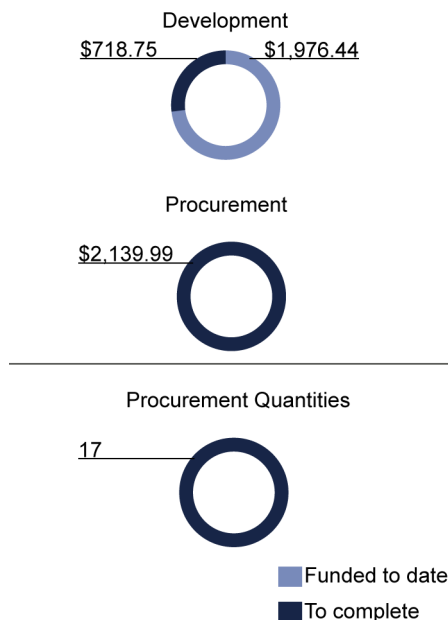 Development
$718.75 $1,976.44
Procurement
$2,139.99
Procurement Quantities
17
Funded to date
To complete